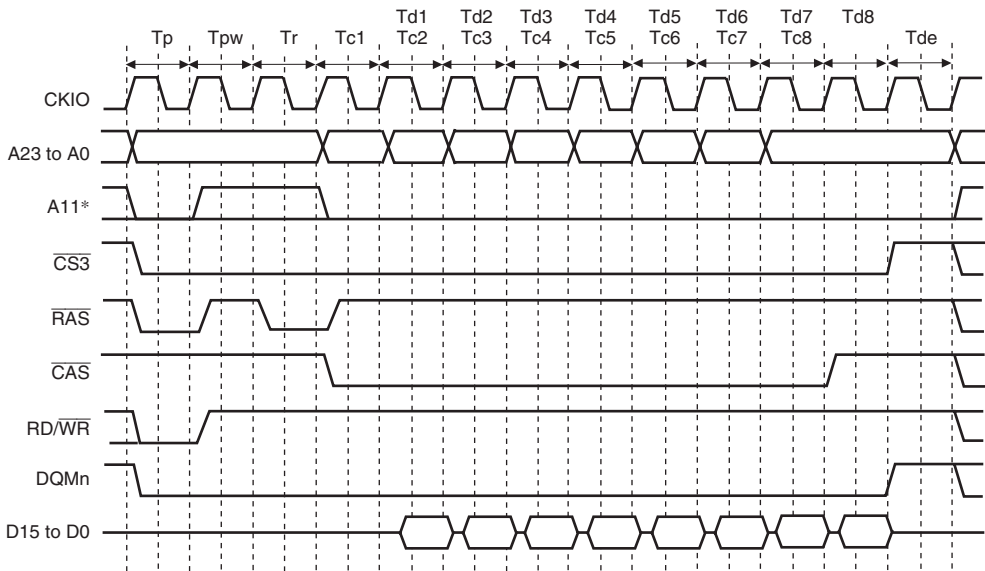 Td1 Td2 Td3 Td4 Td5 Td6 Td7 Td8
Tp Tpw Tr Tc1 Tc2 Tc3 Tc4 Tc5 Tc6 Tc7 Tc8 Tde
CKIO
A23 to A0
A11*
CS3
RAS
CAS
RD/WR
DQMn
D15 to D0